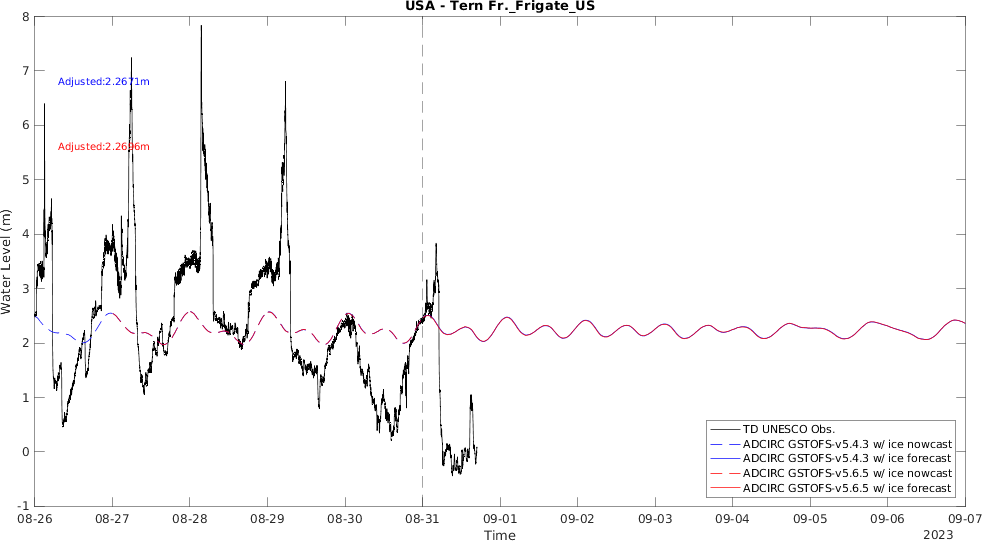 USA - Tern Fr._Frigate_US
8
7
6
5
4
3
2
1
0
-1
Water Level (m)
Adjusted:2.2671m
Adjusted:2.2696m
TD UNESCO Obs.
ADCIRC GSTOFS-v5.4.3 w/ ice nowcast
ADCIRC GSTOFS-v5.4.3 w/ ice forecast
ADCIRC GSTOFS-v5.6.5 w/ ice nowcast
ADCIRC GSTOFS-v5.6.5 w/ ice forecast
08-26 08-27 08-28 08-29 08-30 08-31 09-01 09-02 09-03 09-04 09-05 09-06 09-07
Time
2023